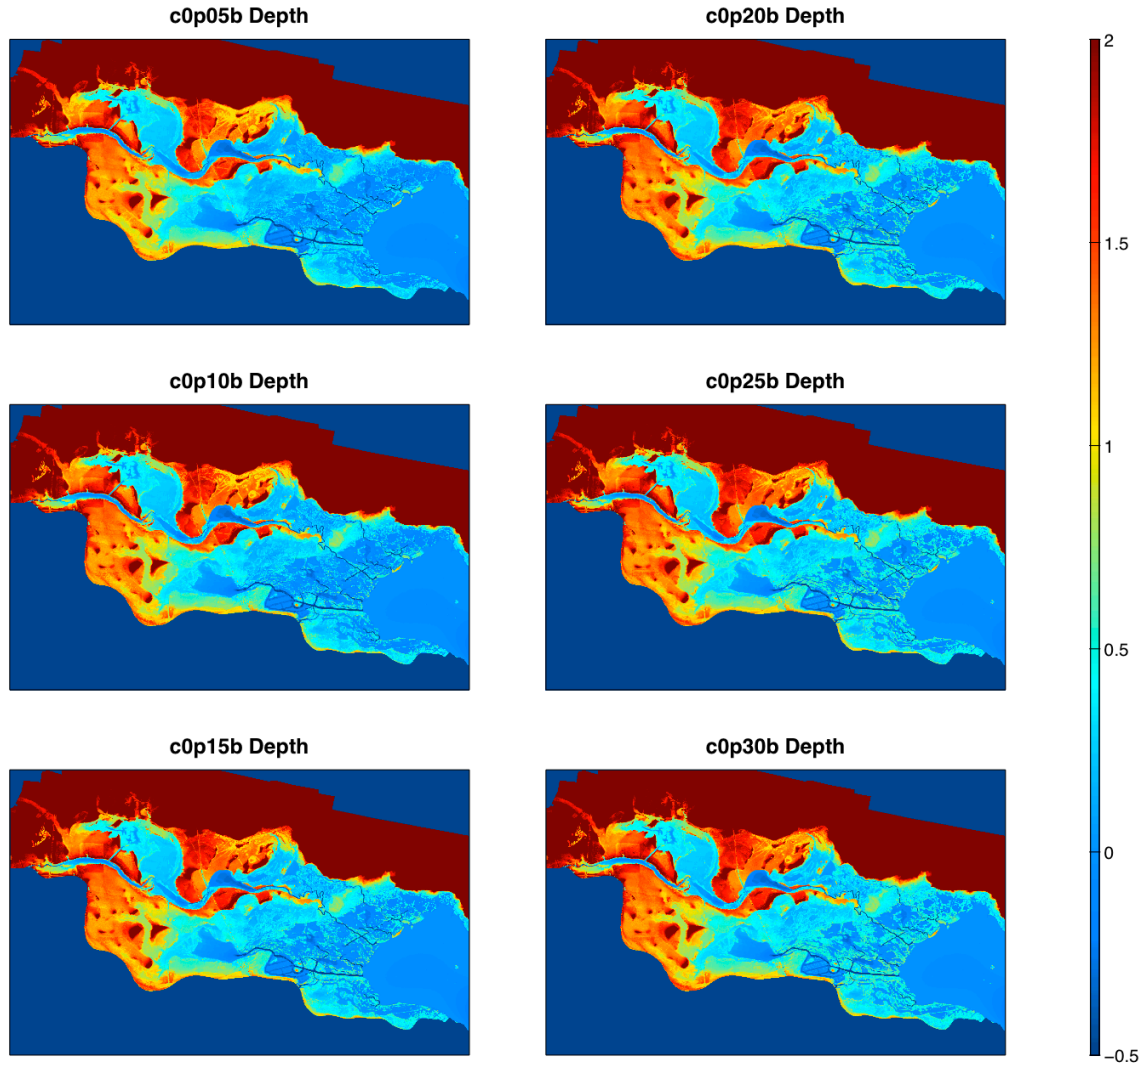 c0p05b Depth
c0p20b Depth
c0p10b Depth
c0p25b Depth
c0p15b Depth
c0p30b Depth
2
1.5
1
0.5
0
−0.5